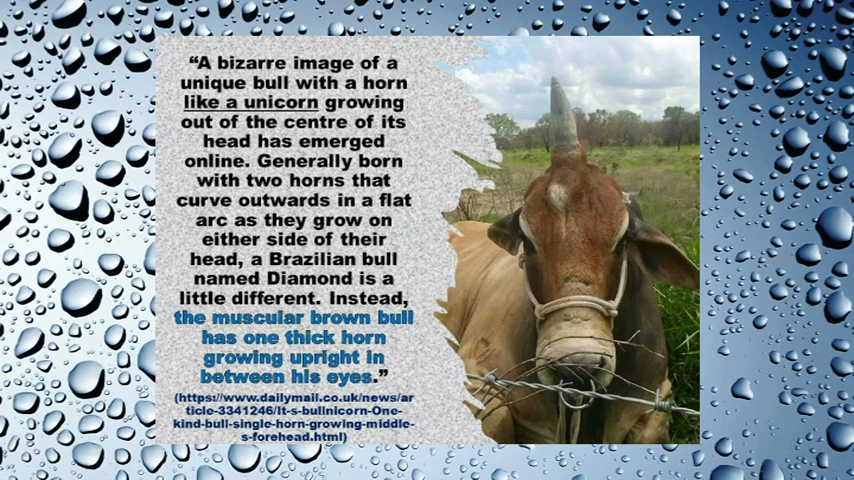 “A bizarre image of a
unique bull with a horn
like a unicorn growing
out of the centre of its
head has emerged
online. Generally born
with two horns that
curve outwards in a flat
arc as they grow on
either side of their
head, a Brazilian bull
named Diamond is a
little different. Instead,
the muscular brown bull
has one thick horn
growing upright in
between his eyes.”
(https://www.dailymail.co.uk/news/ar
ticle-3341246/It-s-bullnicorn-One-
kind-bull-single-horn-growing-middle-
s-forehead.html)